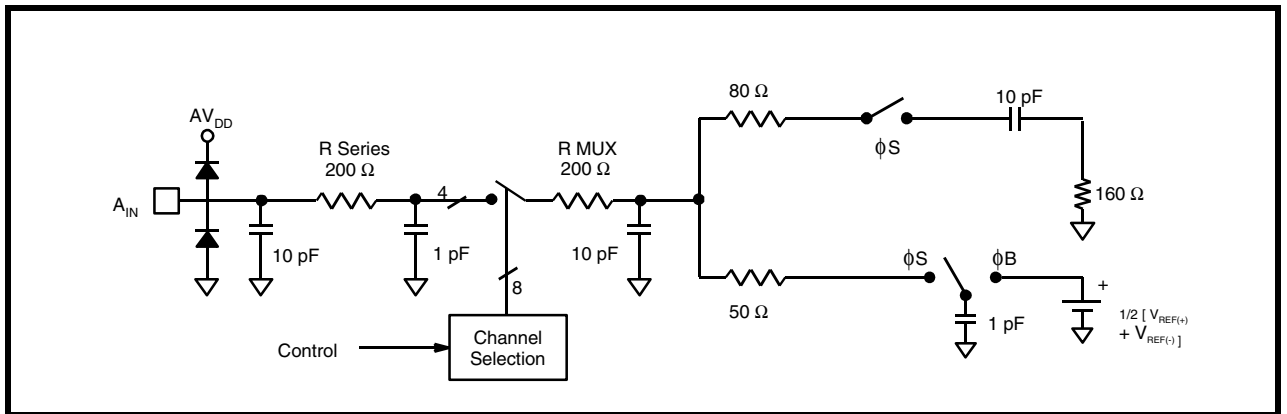 AV_DD
A_IN
10 pF
R Series
200 Ω
1 pF
4
8
Control
Channel
Selection
R MUX
200 Ω
10 pF
80 Ω
ϕS
10 pF
160 Ω
50 Ω
ϕS
ϕB
1 pF
+
1/2 [ V_REF(+)
+ V_REF(-) ]